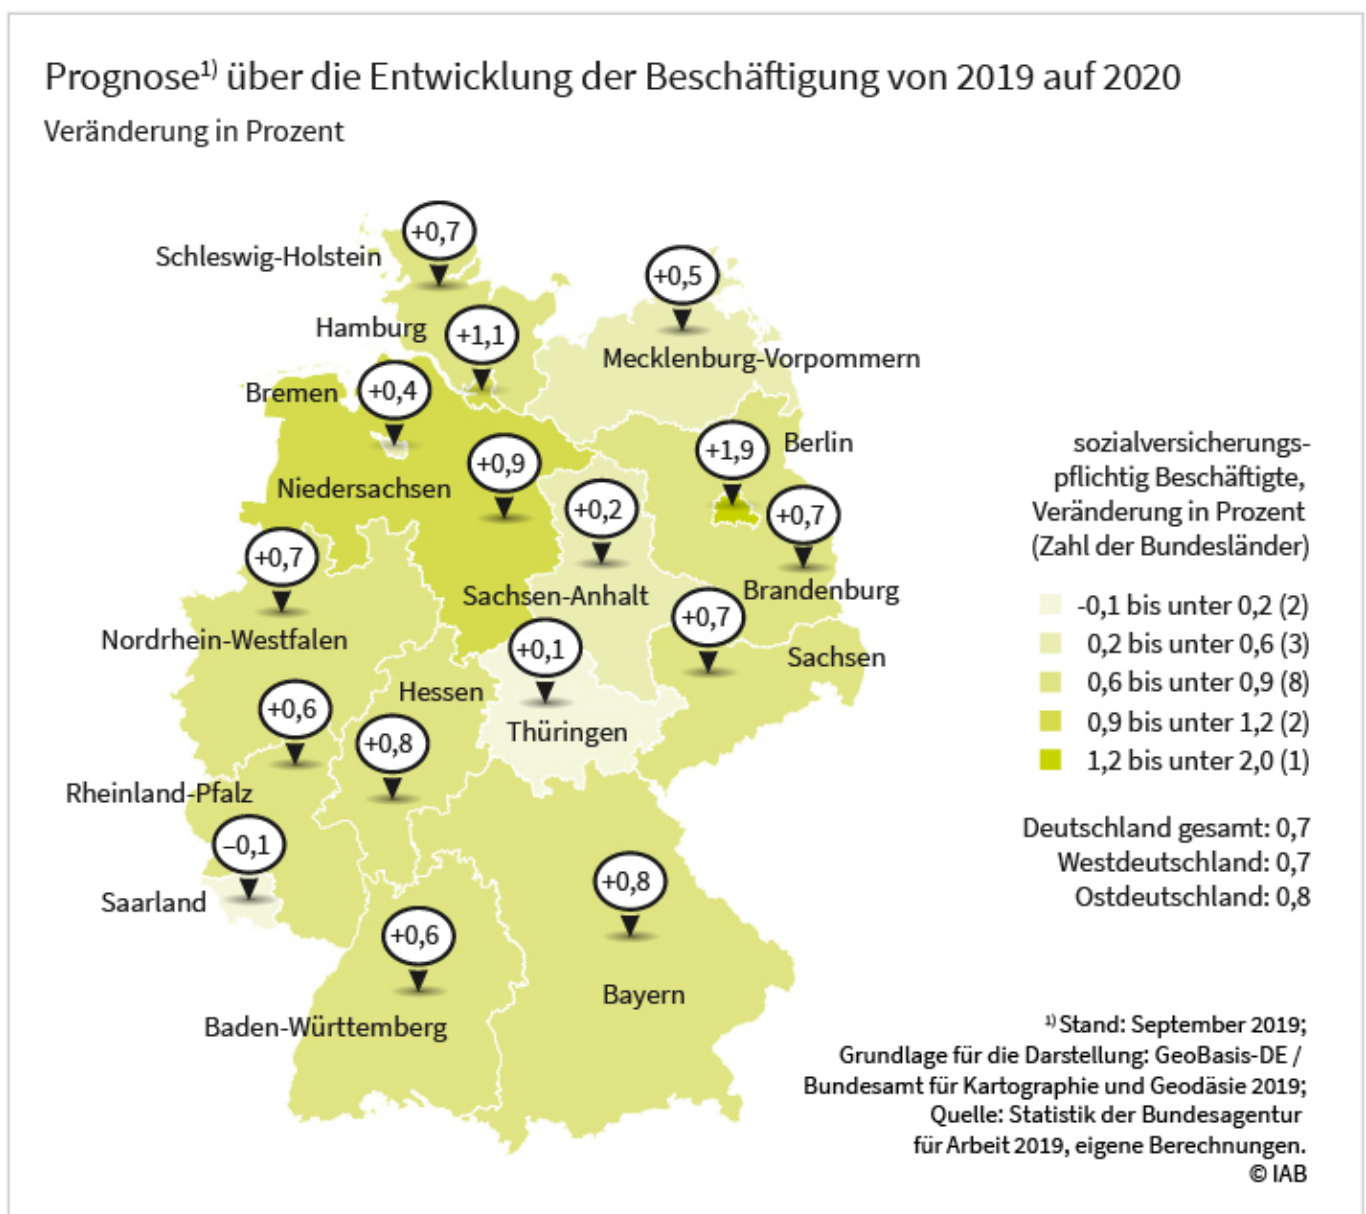 Prognose¹⁾ über die Entwicklung der Beschäftigung von 2019 auf 2020
Veränderung in Prozent
+0,7
Schleswig-Holstein
+0,5
Hamburg
+1,1
Mecklenburg-Vorpommern
Bremen
+0,4
Berlin
+1,9
+0,9
Niedersachsen
+0,2
+0,7
+0,7
Sachsen-Anhalt
Brandenburg
+0,7
Nordrhein-Westfalen
+0,1
Sachsen
Hessen
+0,6
Thüringen
+0,8
Rheinland-Pfalz
–0,1
+0,8
Saarland
+0,6
Bayern
Baden-Württemberg
sozialversicherungs-
pflichtig Beschäftigte,
Veränderung in Prozent
(Zahl der Bundesländer)
-0,1 bis unter 0,2 (2)
0,2 bis unter 0,6 (3)
0,6 bis unter 0,9 (8)
0,9 bis unter 1,2 (2)
1,2 bis unter 2,0 (1)
Deutschland gesamt: 0,7
Westdeutschland: 0,7
Ostdeutschland: 0,8
¹⁾ Stand: September 2019;
Grundlage für die Darstellung: GeoBasis-DE /
Bundesamt für Kartographie und Geodäsie 2019;
Quelle: Statistik der Bundesagentur
für Arbeit 2019, eigene Berechnungen.
© IAB